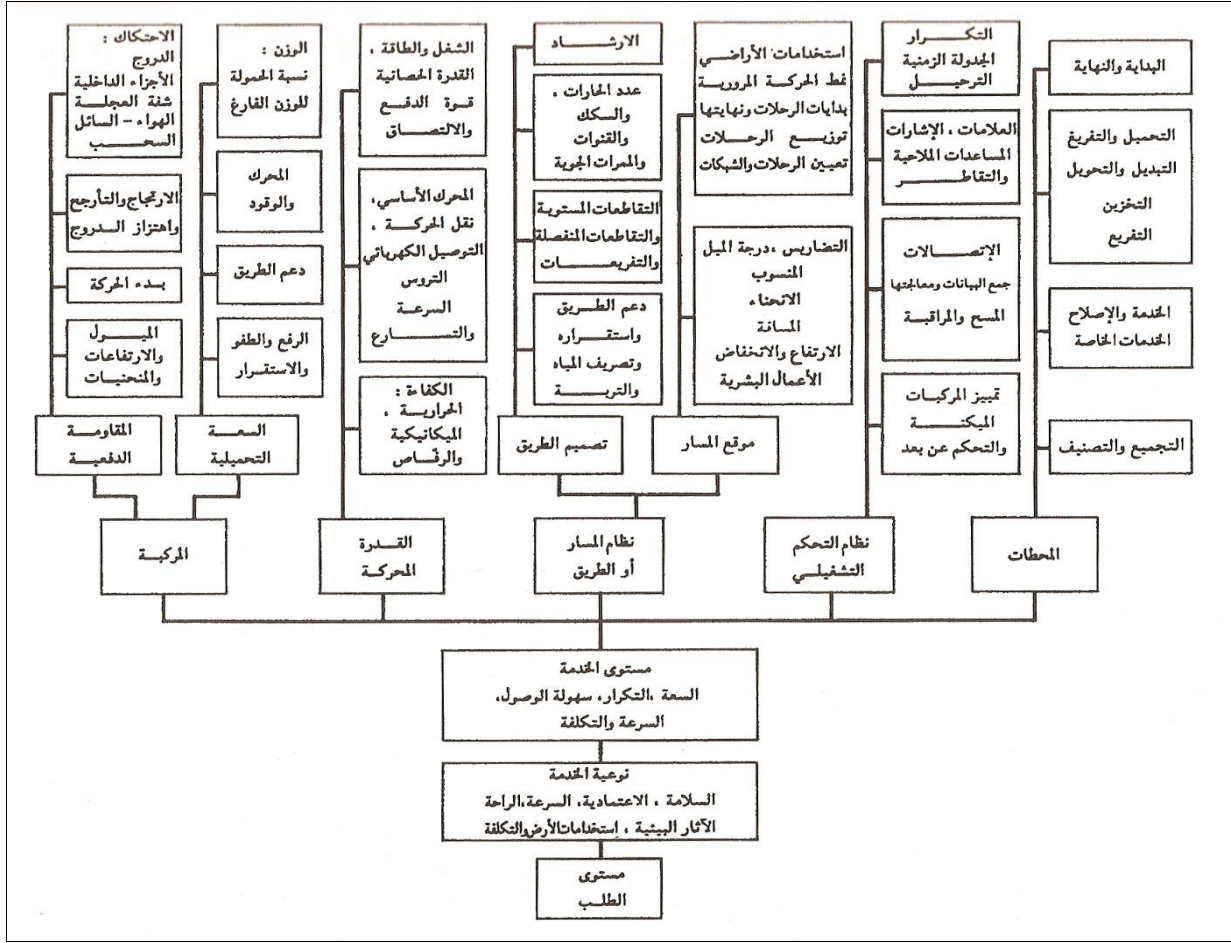 البداية والنهاية
التحميل والتفريغ
التبديل والتحويل
التخزين
التفريع
الخدمة والإصلاح
الخدمات الخاصة
التجميع والتصنيف
المحطات
التكرار
الجدولة الزمنية
الترحيل
العلامات ، الإشارات
المساعدات الملاحية
والتقاطر
الإتصالات
جمع البيانات ومعالجتها
المسح والمراقبة
تمييز المركبات
الميكنة
والتحكم عن بعد
نظام التحكم
التشغيلي
استخدامات الأراضي
نمط الحركة المرورية
بدايات الرحلات ونهايتها
توزيع الرحلات
تعيين الرحلات والشبكات
التضاريس ، درجة الميل
المنسوب
الانحناء
المسافة
الارتفاع والانخفاض
الأعمال البشرية
موقع المسار
الارشاد
عدد الحارات ،
والسكك
والقنوات
والممرات الجوية
التقاطعات المستوية
والتقاطعات المنفصلة
والتفريعات
دعم الطريق
واستقراره
وتصريف المياه
والتربة
تصميم الطريق
نظام المسار
أو الطريق
الشغل والطاقة ،
القدرة الحصانية
قوة الدفع
والالتصاق
المحرك الأساسي،
نقل الحركة ،
التوصيل الكهربائي
التروس
السرعة
والتسارع
الكفاءة :
الحرارية ،
الميكانيكية
والرفّاص
القدرة
المحركة
الوزن :
نسبة الحمولة
للوزن الفارغ
المحرك
والوقود
دعم الطريق
الرفع والطفو
والاستقرار
السعة
التحميلية
الاحتكاك :
الدروج
الأجزاء الداخلية
شفة العجلة
الهواء - السائل
السحب
الارتجاج والتأرجع
واهتزاز الدروج
بدء الحركة
الميول
والارتفاعات
والمنحنيات
المقاومة
الدفعية
المركبة
مستوى الخدمة
السعة ،التكرار، سهولة الوصول،
السرعة والتكلفة
نوعية الخدمة
السلامة ، الاعتمادية، السرعة،الراحة
الآثار البيئية ، إستخدامات الأرض والتكلفة
مستوى
الطلب